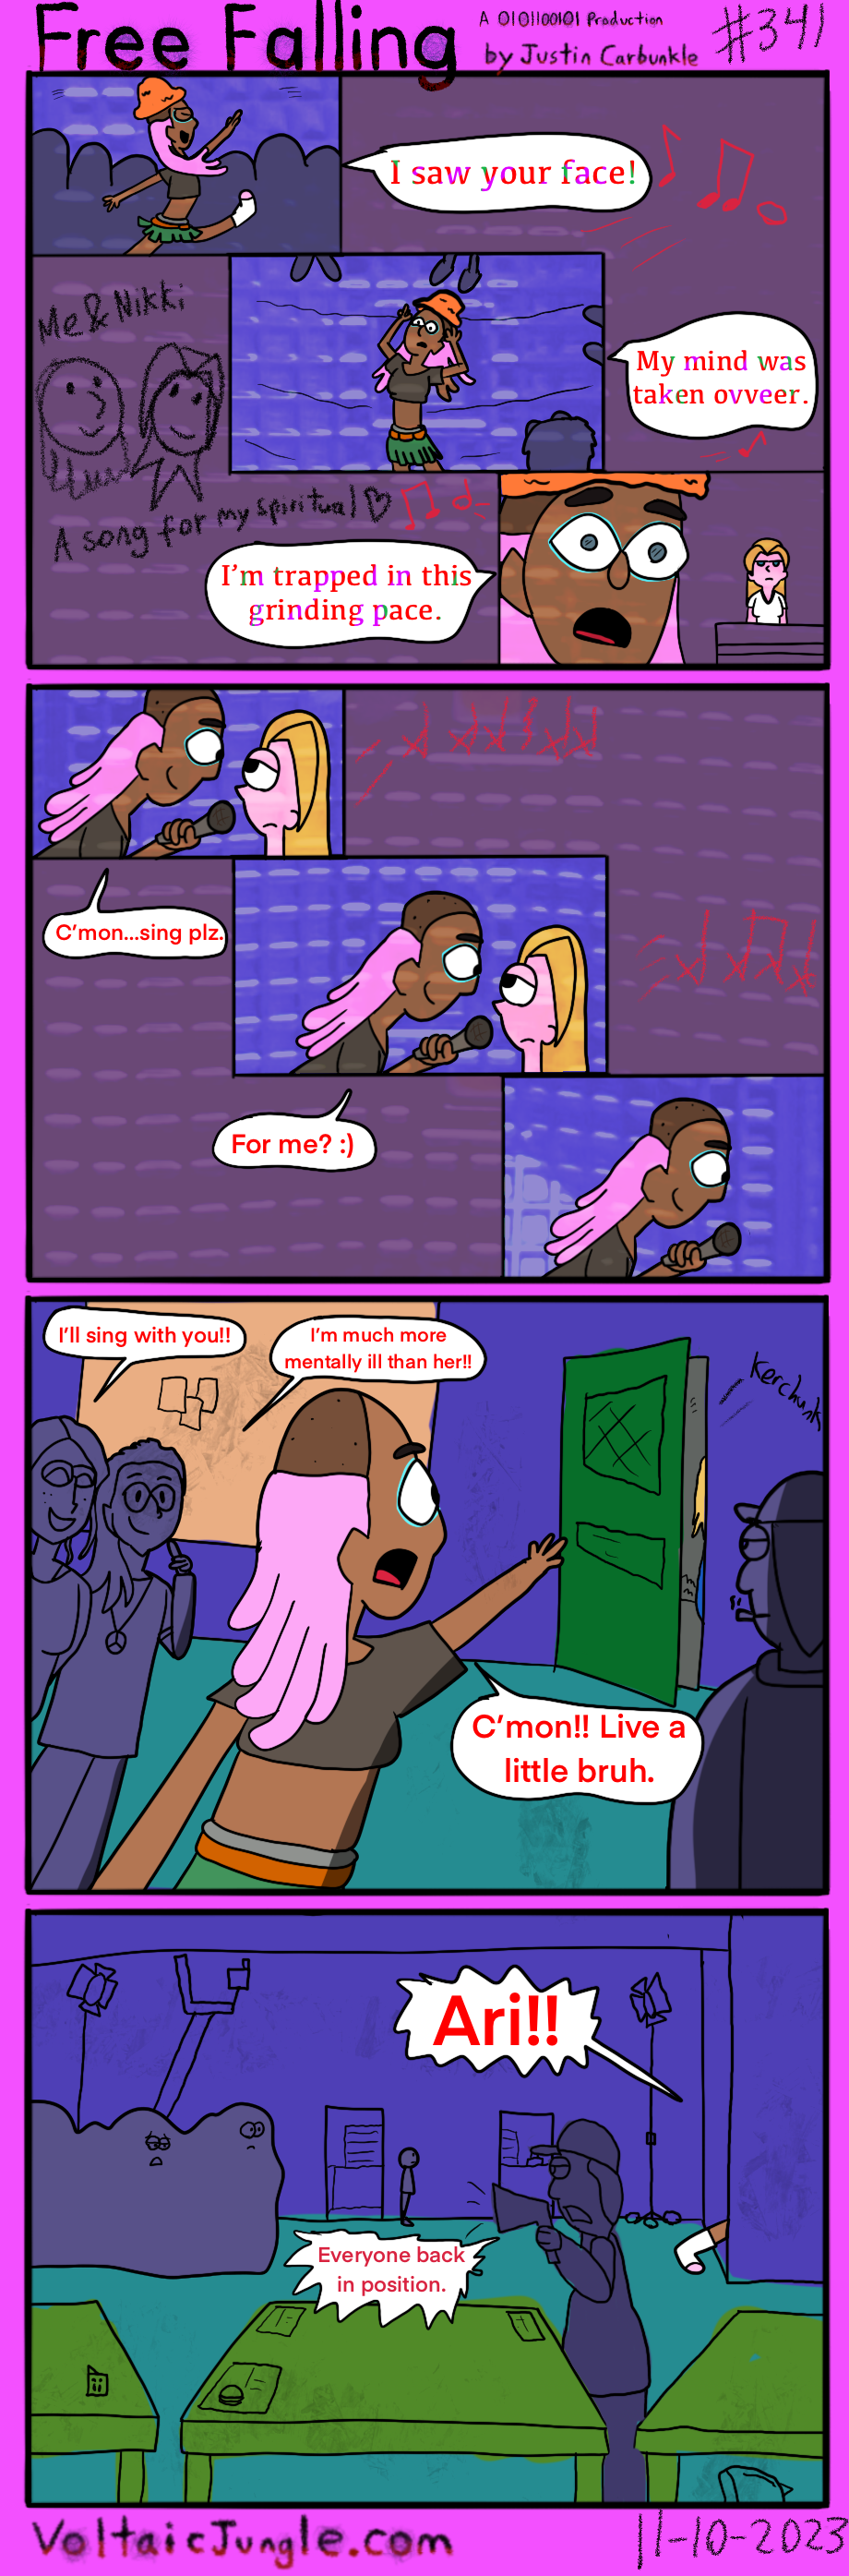 Free Falling
A 0101100101 Production
by Justin Carbunkle
#341
I saw your face!
Me & Nikki
My mind was
taken ovveer.
A song for my spiritual ♡
I'm trapped in this
grinding pace.
C'mon...sing plz.
For me? :)
I'll sing with you!!
I'm much more
mentally ill than her!!
Kerchunk
C'mon!! Live a
little bruh.
Ari!!
Everyone back
in position.
VoltaicJungle.com
11-10-2023